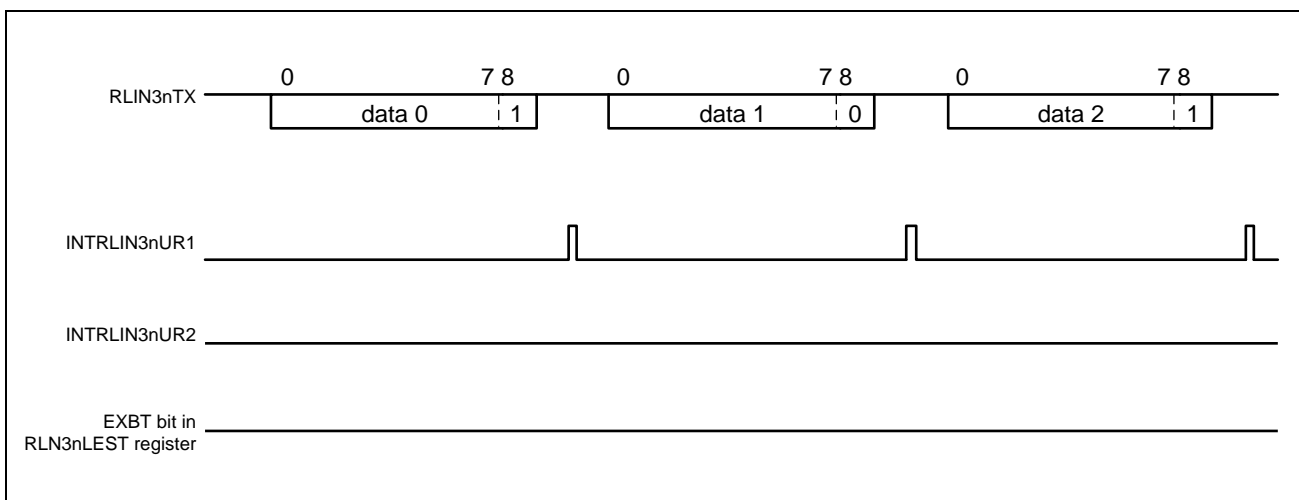 0 7 8 0 7 8 0 7 8
RLIN3nTX
data 0 1 data 1 0 data 2 1
INTRLIN3nUR1
INTRLIN3nUR2
EXBT bit in
RLN3nLEST register